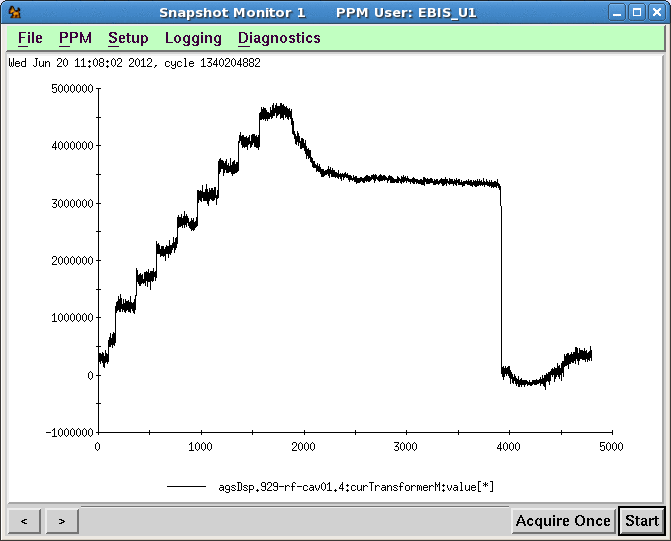 Snapshot Monitor 1 PPM User: EBIS_U1
File PPM Setup Logging Diagnostics
Wed Jun 20 11:08:02 2012, cycle 1340204882
5000000
4000000
3000000
2000000
1000000
0
-1000000
0 1000 2000 3000 4000 5000
agsDsp.929-rf-cav01.4:curTransformerM:value[*]
< > Acquire Once Start